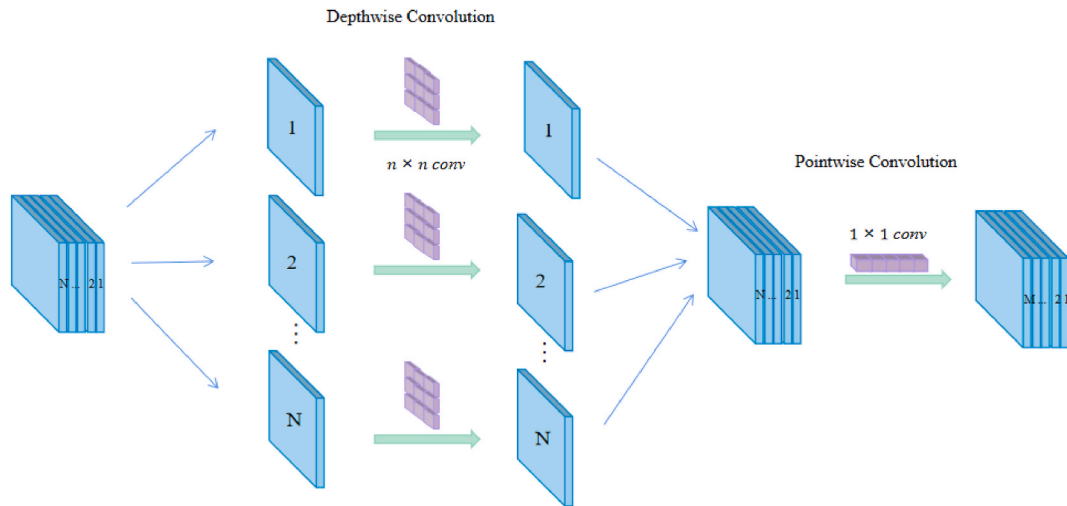 Depthwise Convolution
1
n × n conv
1
Pointwise Convolution
N ... 2 1
2
2
N ... 2 1
1 × 1 conv
M ... 2 1
⋮
⋮
N
N